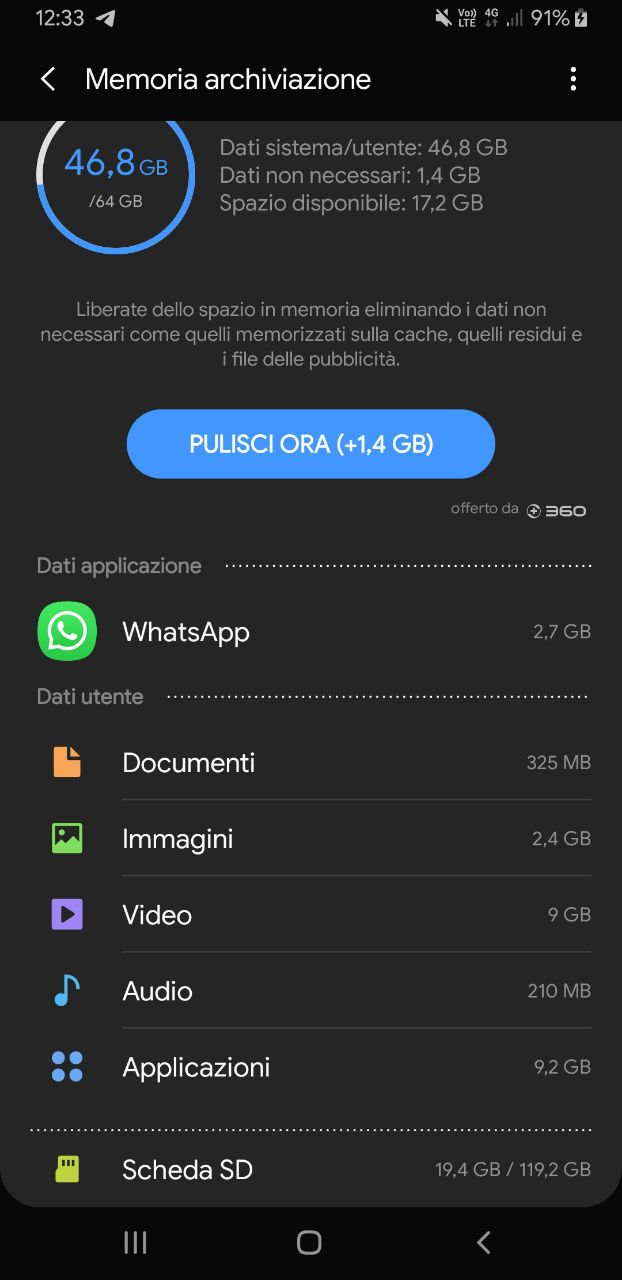 12:33
Vo)) LTE 4G 91%
Memoria archiviazione
46,8 GB
/64 GB
Dati sistema/utente: 46,8 GB
Dati non necessari: 1,4 GB
Spazio disponibile: 17,2 GB
Liberate dello spazio in memoria eliminando i dati non
necessari come quelli memorizzati sulla cache, quelli residui e
i file delle pubblicità.
PULISCI ORA (+1,4 GB)
offerto da 360
Dati applicazione
WhatsApp 2,7 GB
Dati utente
Documenti 325 MB
Immagini 2,4 GB
Video 9 GB
Audio 210 MB
Applicazioni 9,2 GB
Scheda SD 19,4 GB / 119,2 GB